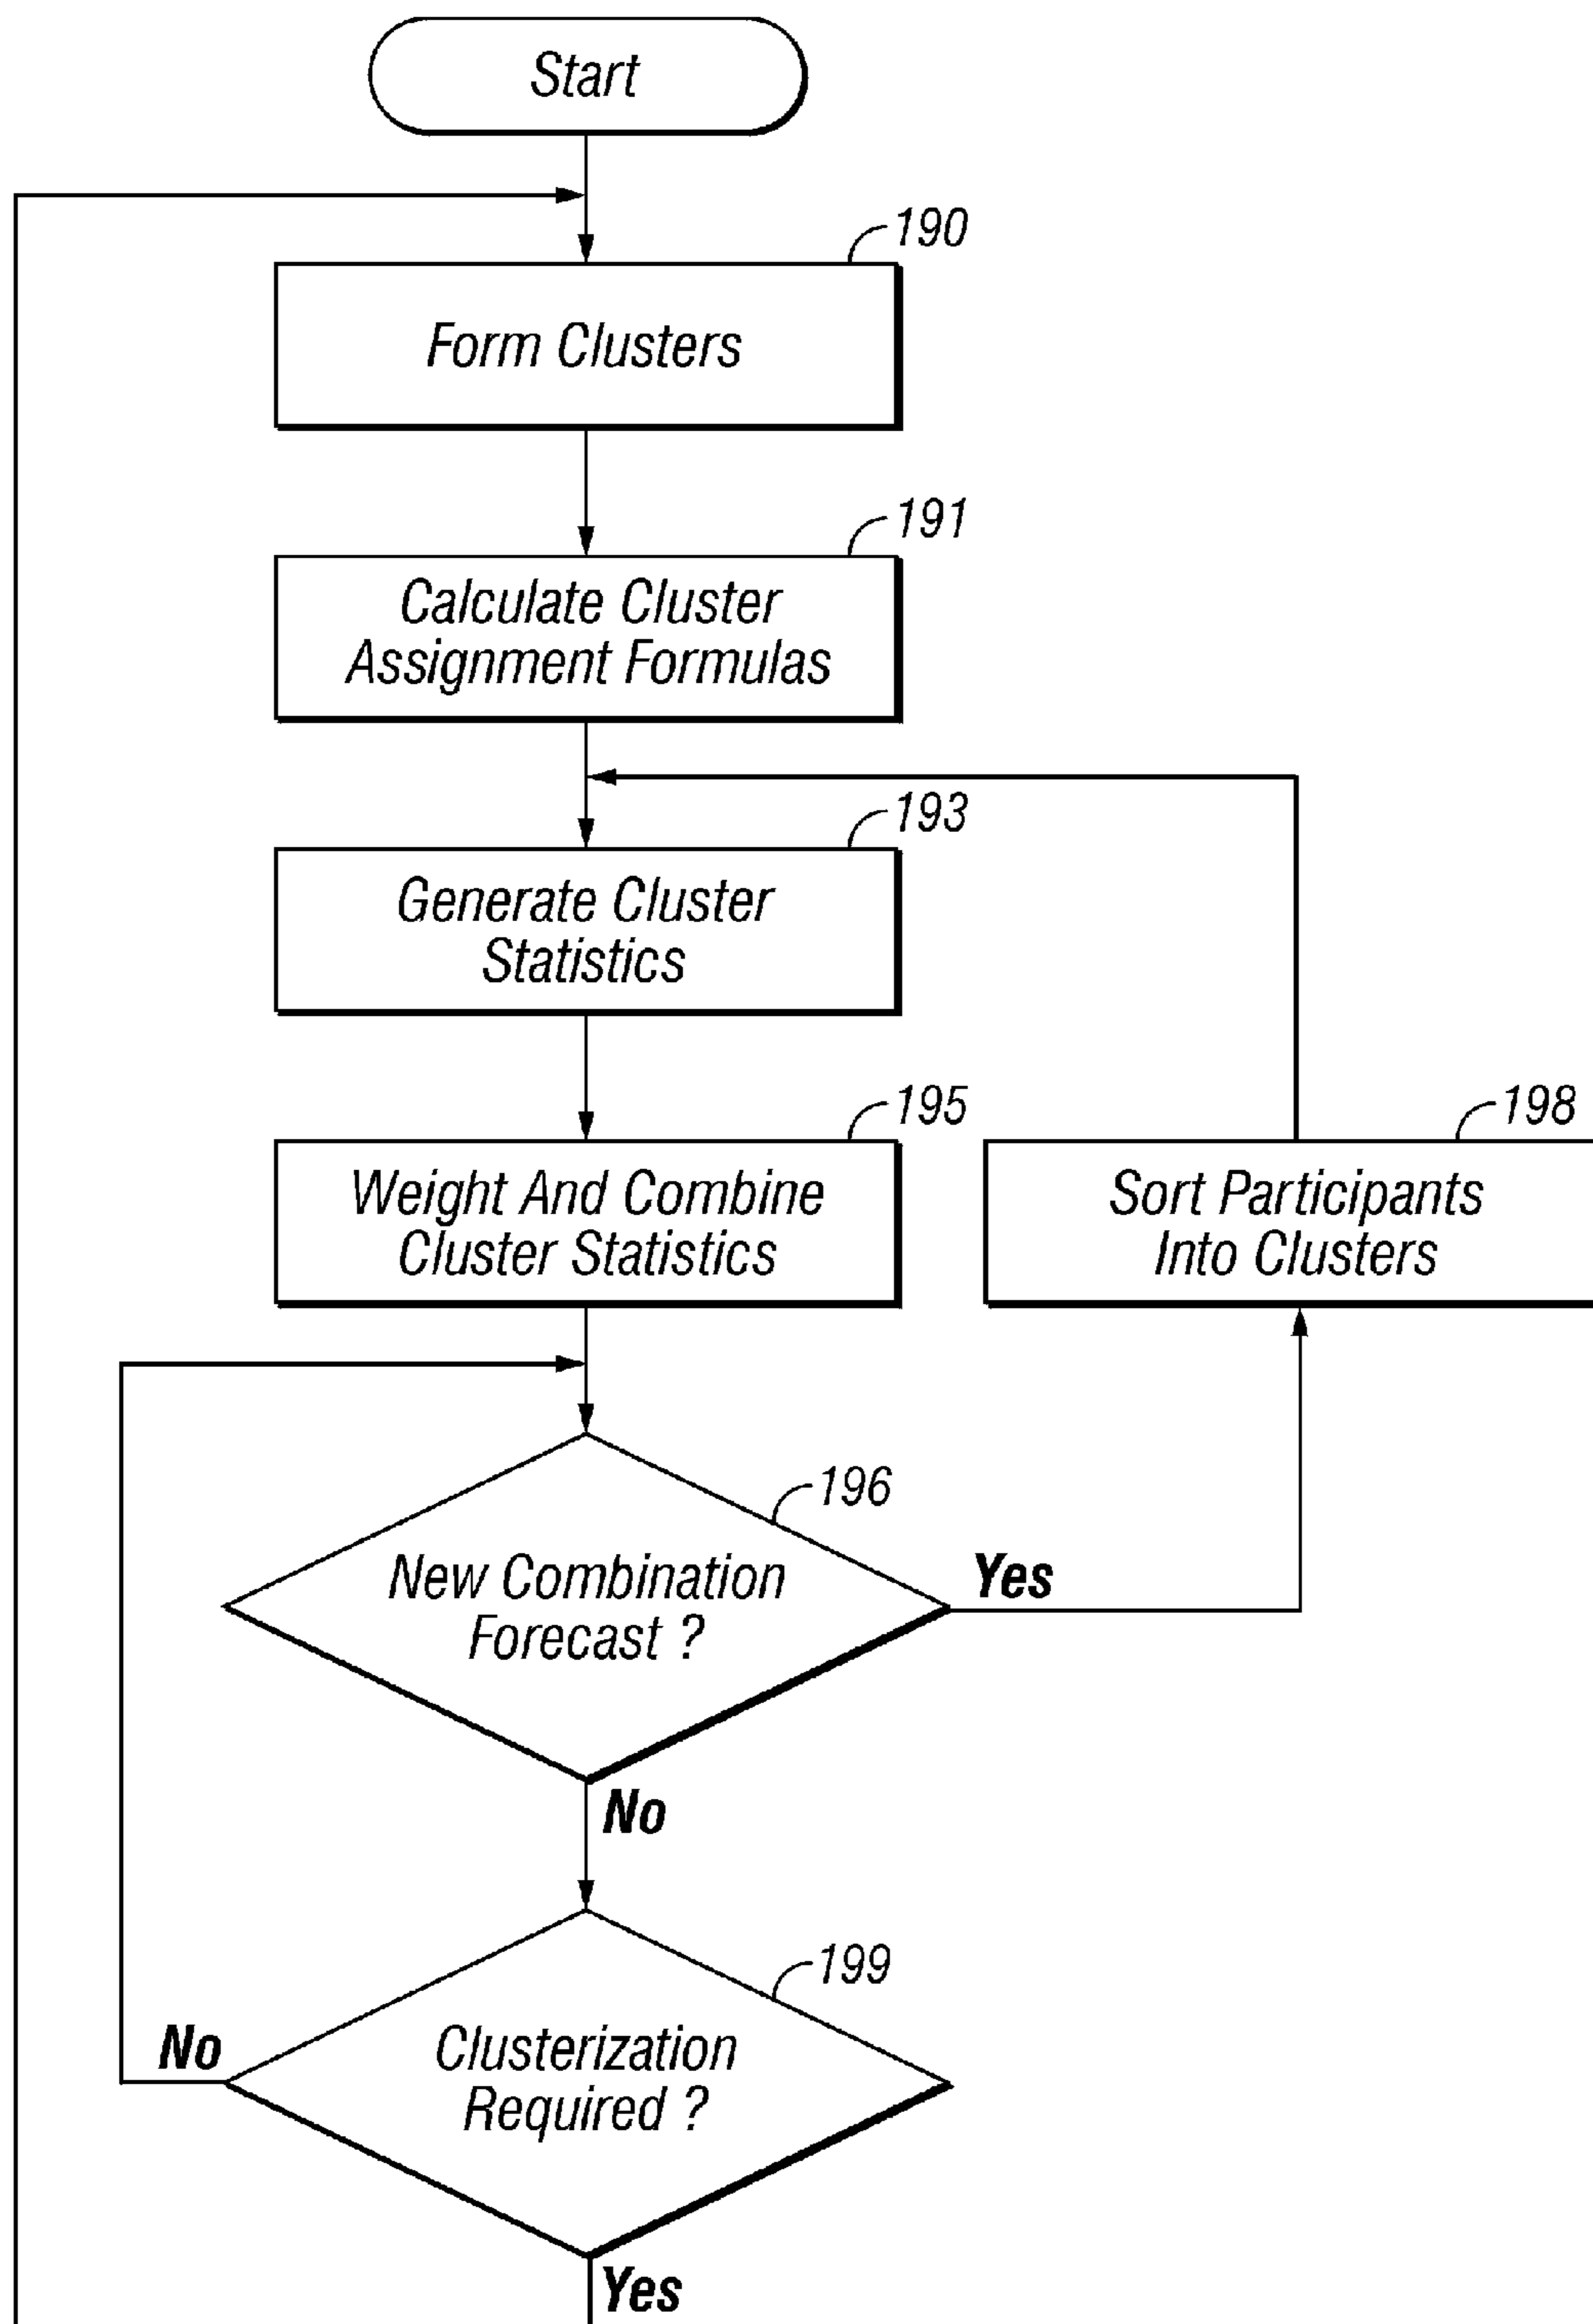 Start
190
Form Clusters
191
Calculate Cluster
Assignment Formulas
193
Generate Cluster
Statistics
195
Weight And Combine
Cluster Statistics
198
Sort Participants
Into Clusters
196
New Combination
Forecast ?
Yes
No
199
Clusterization
Required ?
No
Yes